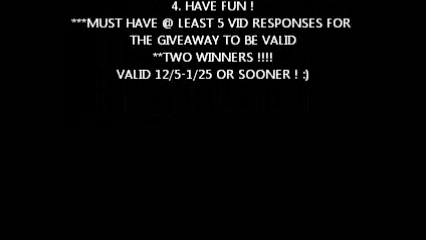 4. HAVE FUN !
***MUST HAVE @ LEAST 5 VID RESPONSES FOR
THE GIVEAWAY TO BE VALID
**TWO WINNERS !!!!
VALID 12/5-1/25 OR SOONER ! :)